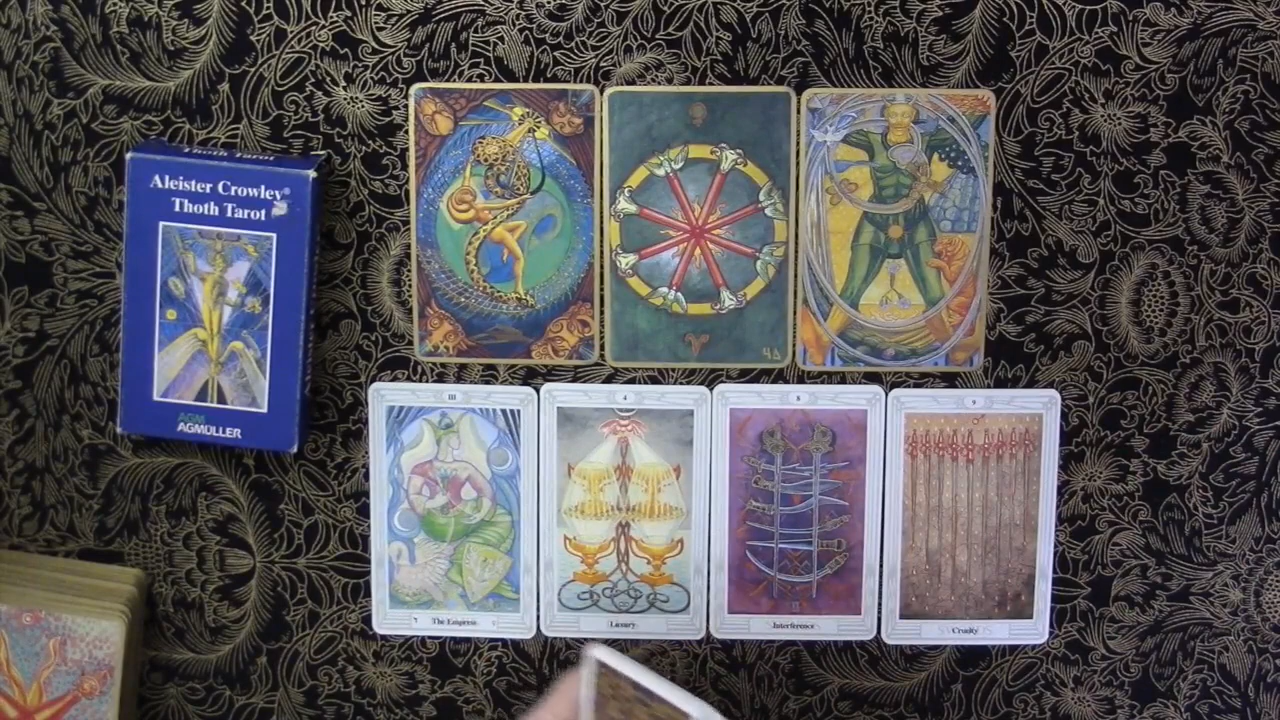 Thoth Tarot
Aleister Crowley®
Thoth Tarot
AGM
AGMÜLLER
III
The Empress
4
Luxury
8
Interference
9
Cruelty